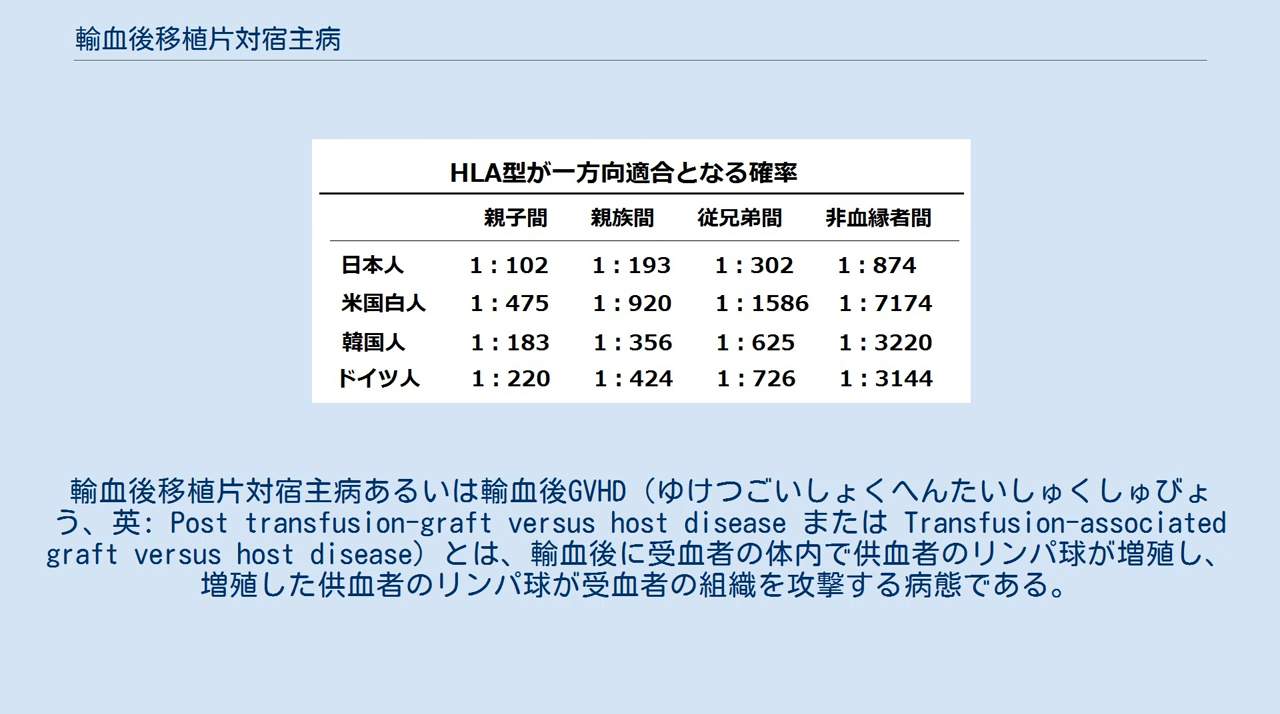 輸血後移植片対宿主病
HLA型が一方向適合となる確率
親子間 親族間 従兄弟間 非血縁者間
日本人 1：102 1：193 1：302 1：874
米国白人 1：475 1：920 1：1586 1：7174
韓国人 1：183 1：356 1：625 1：3220
ドイツ人 1：220 1：424 1：726 1：3144
輸血後移植片対宿主病あるいは輸血後GVHD（ゆけつごいしょくへんたいしゅくしゅびょ
う、英: Post transfusion-graft versus host disease または Transfusion-associated
graft versus host disease）とは、輸血後に受血者の体内で供血者のリンパ球が増殖し、
増殖した供血者のリンパ球が受血者の組織を攻撃する病態である。